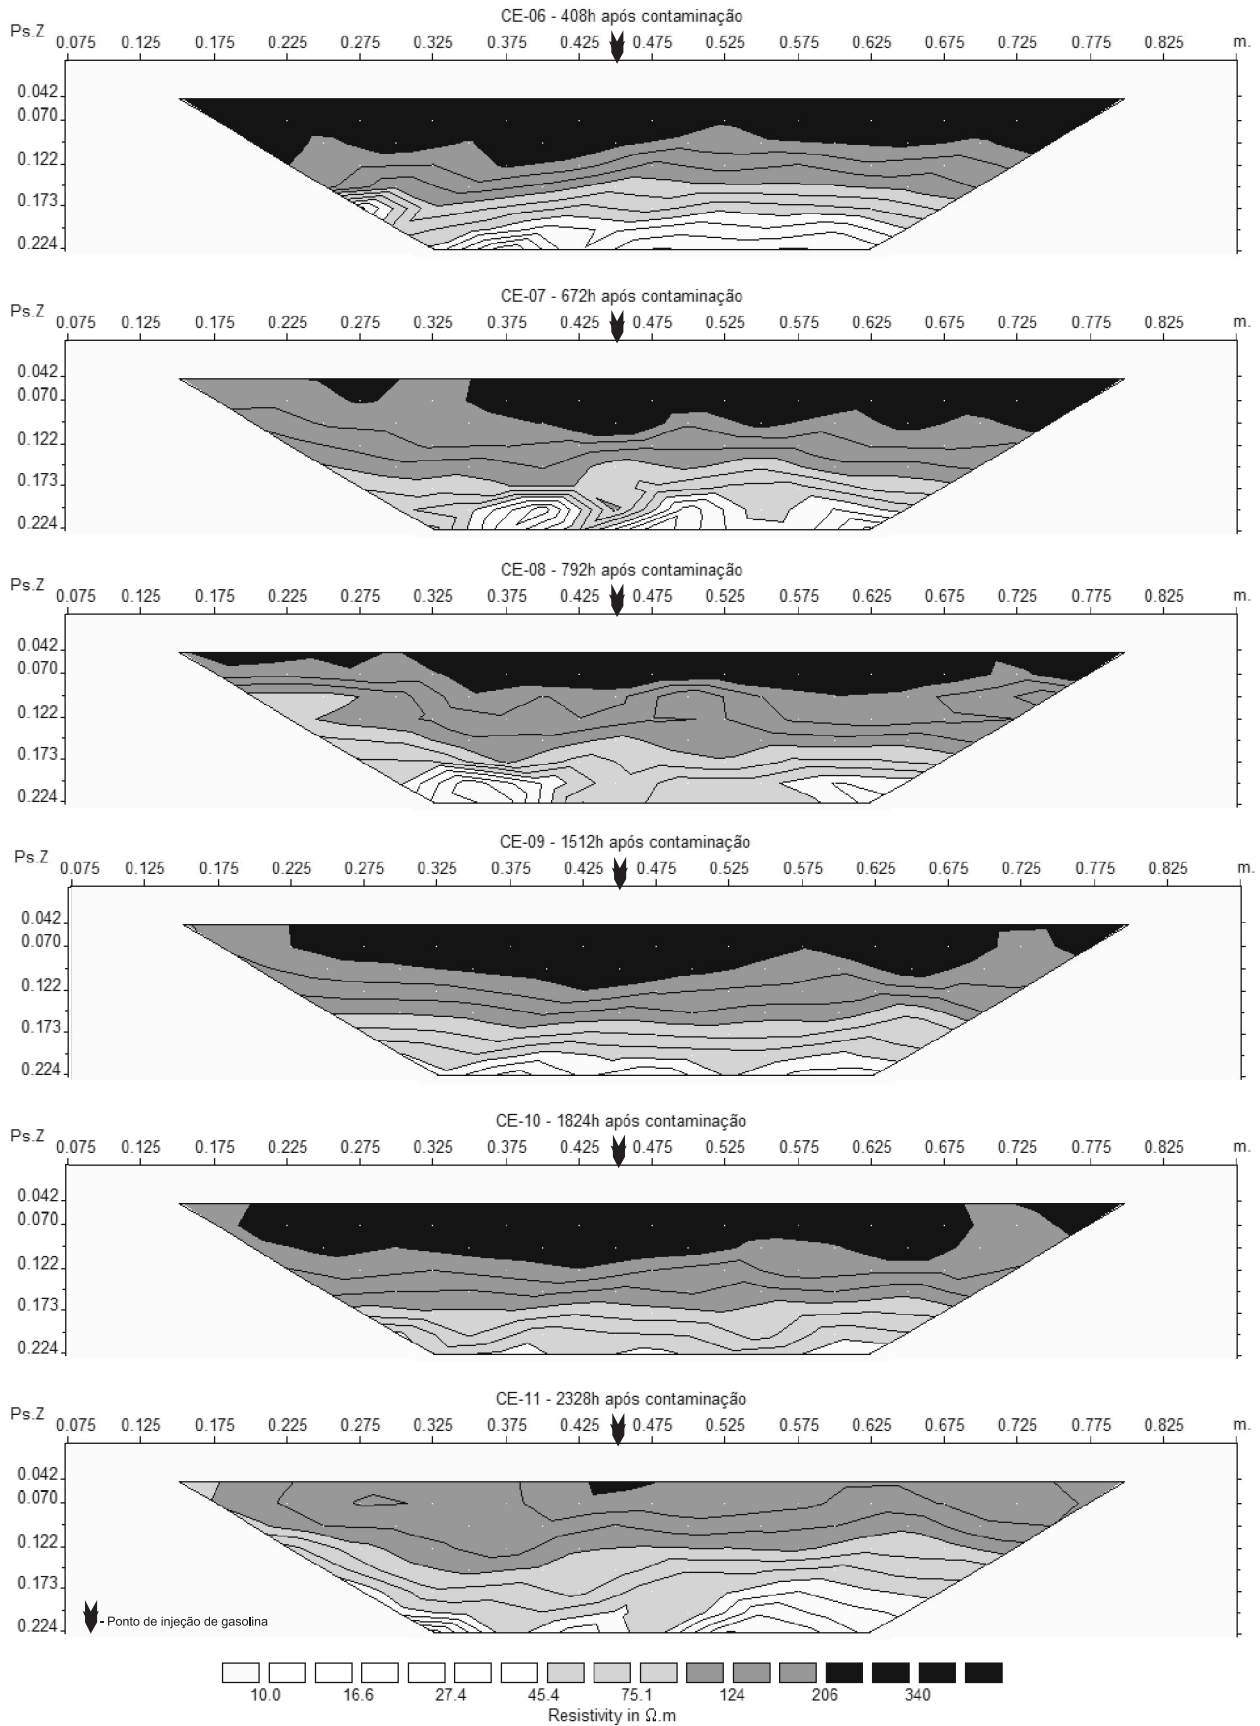 CE-06 - 408h após contaminação
Ps.Z 0.075 0.125 0.175 0.225 0.275 0.325 0.375 0.425 0.475 0.525 0.575 0.625 0.675 0.725 0.775 0.825 m.
0.042
0.070
0.122
0.173
0.224
CE-07 - 672h após contaminação
Ps.Z 0.075 0.125 0.175 0.225 0.275 0.325 0.375 0.425 0.475 0.525 0.575 0.625 0.675 0.725 0.775 0.825 m.
0.042
0.070
0.122
0.173
0.224
CE-08 - 792h após contaminação
Ps.Z 0.075 0.125 0.175 0.225 0.275 0.325 0.375 0.425 0.475 0.525 0.575 0.625 0.675 0.725 0.775 0.825 m.
0.042
0.070
0.122
0.173
0.224
CE-09 - 1512h após contaminação
Ps.Z 0.075 0.125 0.175 0.225 0.275 0.325 0.375 0.425 0.475 0.525 0.575 0.625 0.675 0.725 0.775 0.825 m.
0.042
0.070
0.122
0.173
0.224
CE-10 - 1824h após contaminação
Ps.Z 0.075 0.125 0.175 0.225 0.275 0.325 0.375 0.425 0.475 0.525 0.575 0.625 0.675 0.725 0.775 0.825 m.
0.042
0.070
0.122
0.173
0.224
CE-11 - 2328h após contaminação
Ps.Z 0.075 0.125 0.175 0.225 0.275 0.325 0.375 0.425 0.475 0.525 0.575 0.625 0.675 0.725 0.775 0.825 m.
0.042
0.070
0.122
0.173
0.224
- Ponto de injeção de gasolina
10.0 16.6 27.4 45.4 75.1 124 206 340
Resistivity in Ω.m